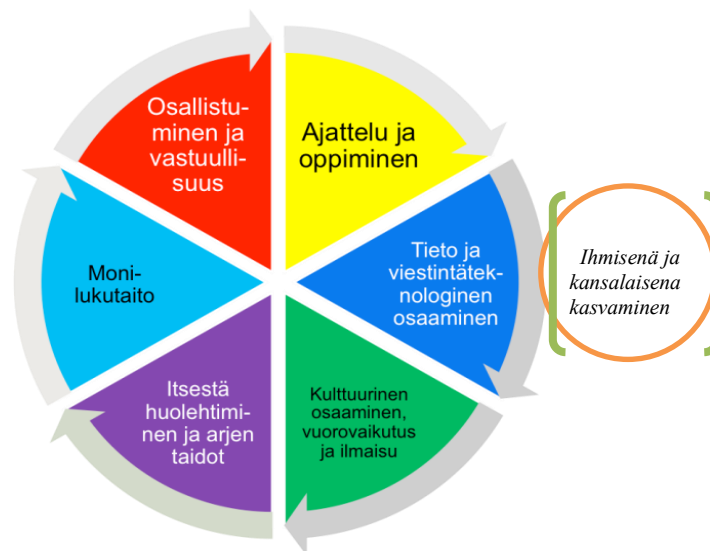 Osallistu-
minen ja
vastuulli-
suus
Ajattelu ja
oppiminen
Tieto ja
viestintätek-
nologinen
osaaminen
Kulttuurinen
osaaminen,
vuorovaikutus
ja ilmaisu
Itsestä
huolehtimi-
nen ja arjen
taidot
Moni-
lukutaito
Ihmisenä ja
kansalaisena
kasvaminen